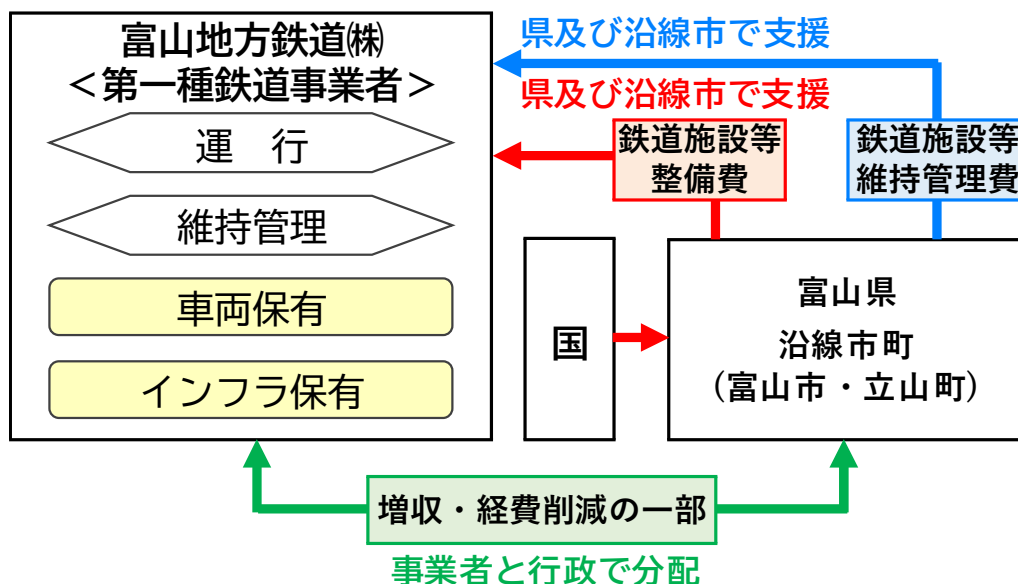 富山地方鉄道㈱
＜第一種鉄道事業者＞
運　行
維持管理
車両保有
インフラ保有
県及び沿線市で支援
県及び沿線市で支援
鉄道施設等
整備費
鉄道施設等
維持管理費
国
富山県
沿線市町
(富山市・立山町)
増収・経費削減の一部
事業者と行政で分配